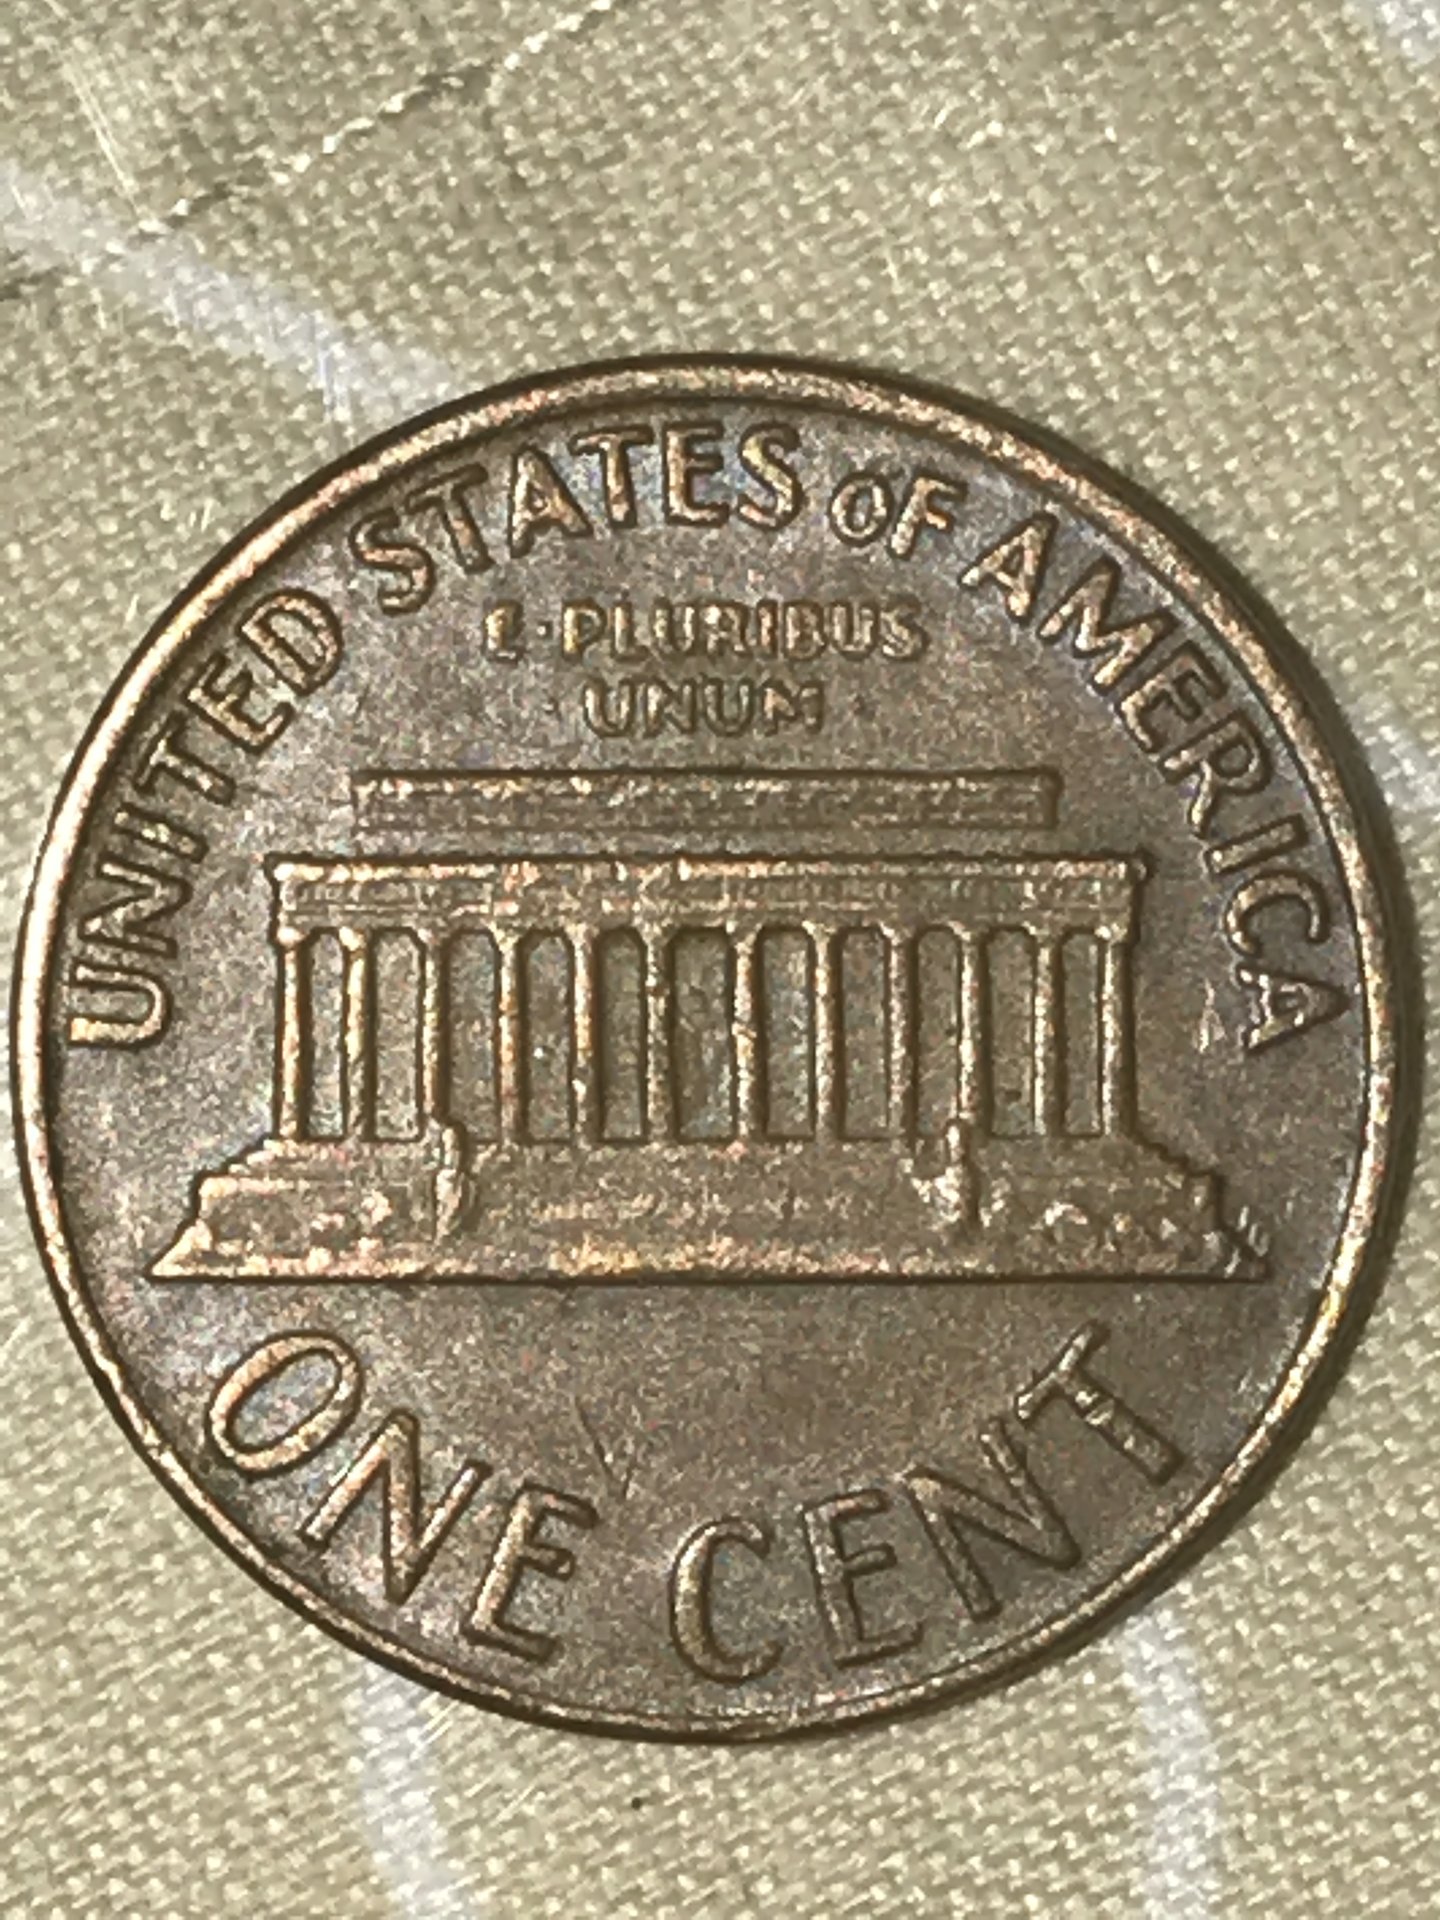 UNITED STATES OF AMERICA
E·PLURIBUS
UNUM
ONE CENT